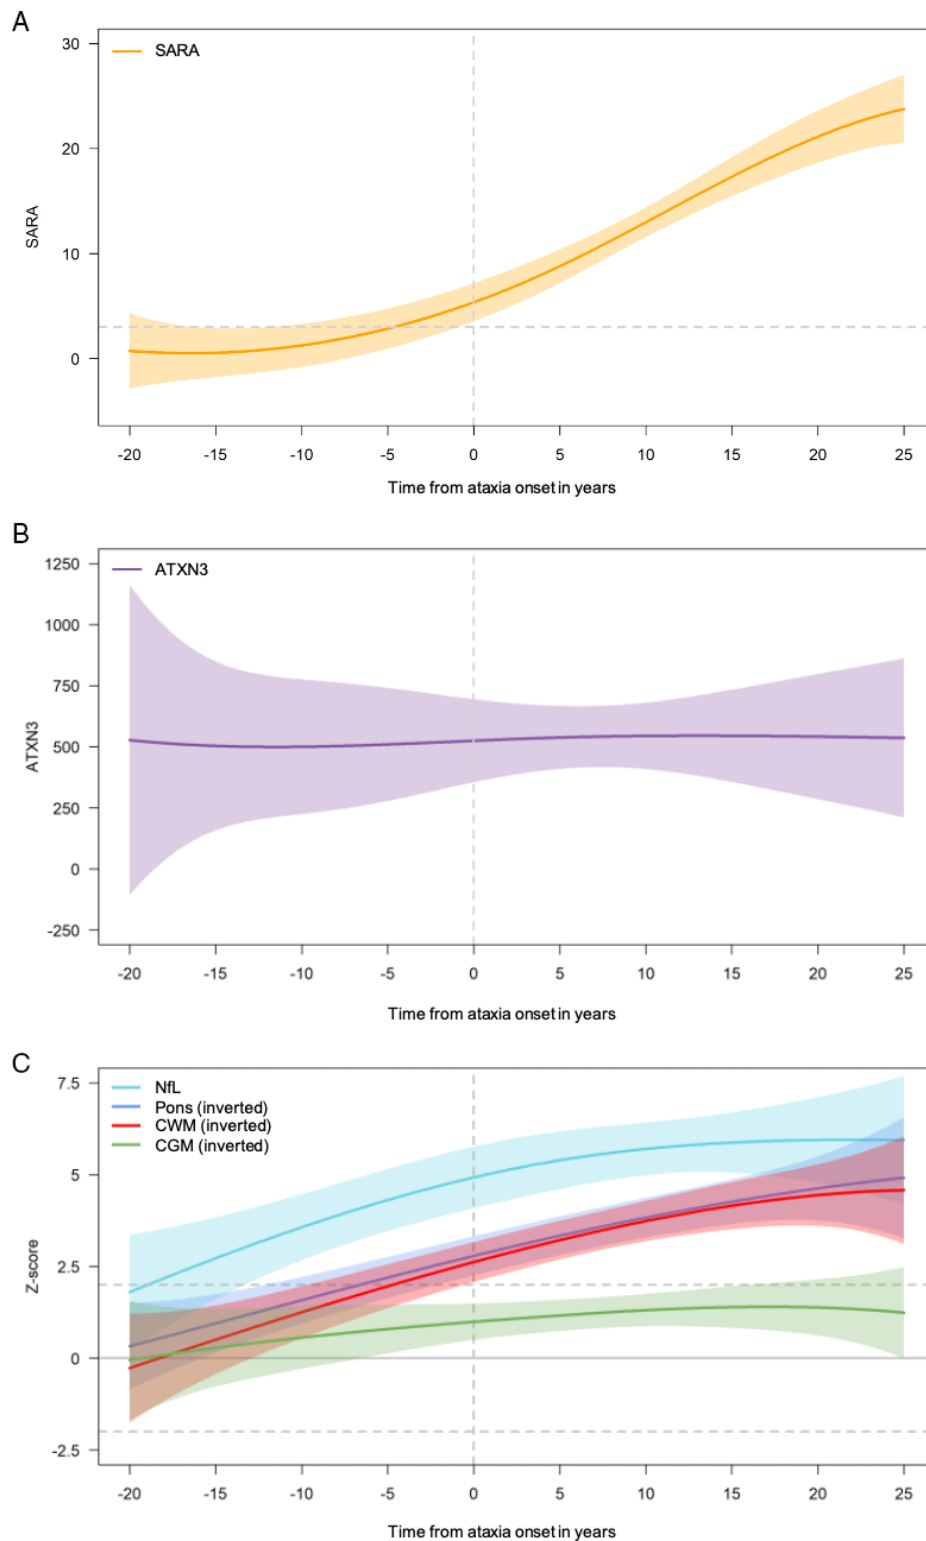 A
SARA
30
20
10
0
SARA
-20 -15 -10 -5 0 5 10 15 20 25
Time from ataxia onset in years
B
ATXN3
1250
1000
750
500
250
0
-250
ATXN3
-20 -15 -10 -5 0 5 10 15 20 25
Time from ataxia onset in years
C
NfL
Pons (inverted)
CWM (inverted)
CGM (inverted)
7.5
5
2.5
0
-2.5
Z-score
-20 -15 -10 -5 0 5 10 15 20 25
Time from ataxia onset in years